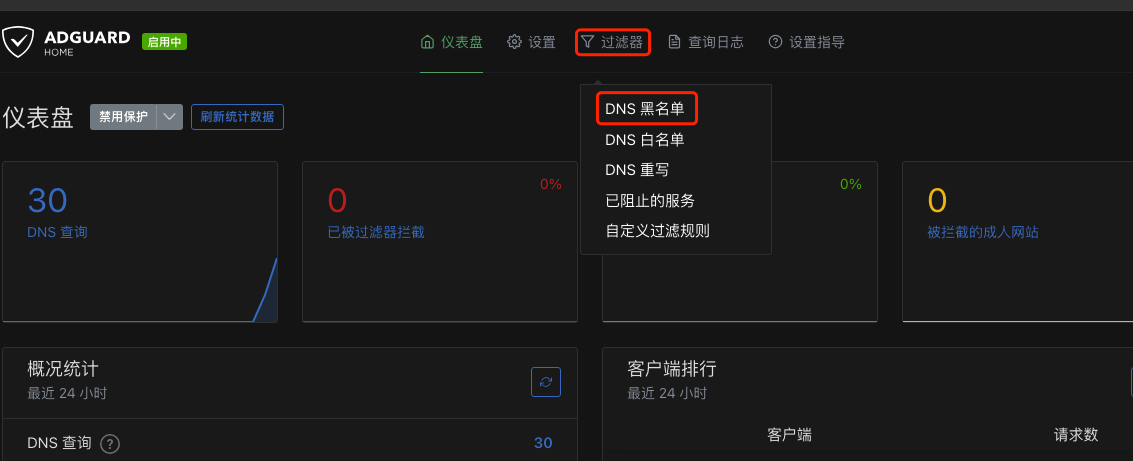 ADGUARD
HOME
启用中
仪表盘
设置
过滤器
查询日志
设置指导
DNS 黑名单
DNS 白名单
DNS 重写
已阻止的服务
自定义过滤规则
仪表盘
禁用保护
刷新统计数据
30
DNS 查询
0
0%
已被过滤器拦截
0%
0
被拦截的成人网站
概况统计
最近 24 小时
DNS 查询 ? 30
客户端排行
最近 24 小时
客户端 请求数